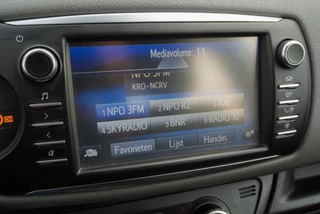 Mediavolume: 11
NPO 3FM
KRO-NCRV
1 NPO 3FM 2 NPO R2 3
4 SKYRADIO 5 BNR 6 RADIO 10
Favorieten Lijst Handm.